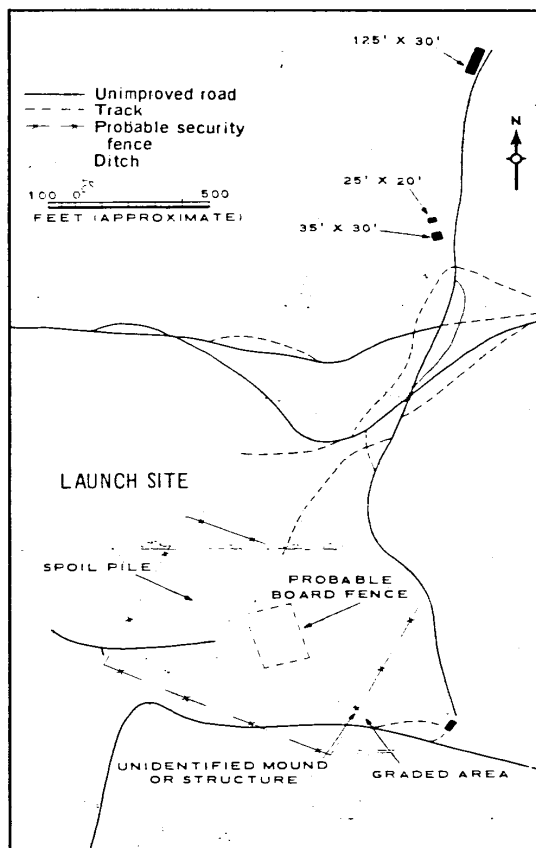 125' X 30'
Unimproved road
Track
Probable security
fence
Ditch
N
100 0 500
FEET (APPROXIMATE)
25' X 20'
35' X 30'
LAUNCH SITE
SPOIL PILE
PROBABLE
BOARD FENCE
UNIDENTIFIED MOUND
OR STRUCTURE
GRADED AREA